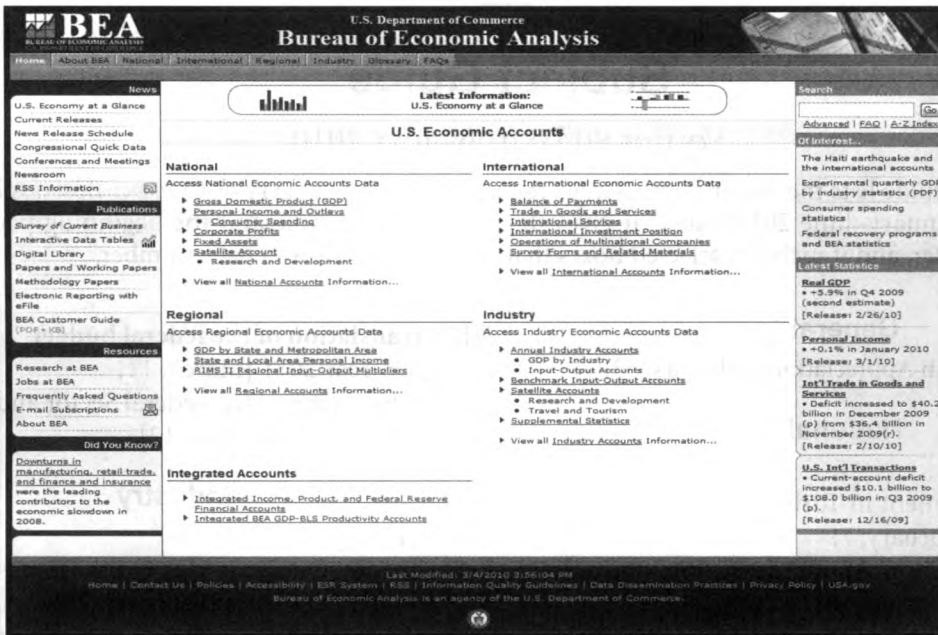 BEA
BUREAU OF ECONOMIC ANALYSIS
U.S. DEPARTMENT OF COMMERCE
U.S. Department of Commerce
Bureau of Economic Analysis
Home | About BEA | National | International | Regional | Industry | Glossary | FAQs
News
U.S. Economy at a Glance
Current Releases
News Release Schedule
Congressional Quick Data
Conferences and Meetings
Newsroom
RSS Information
Publications
Survey of Current Business
Interactive Data Tables
Digital Library
Papers and Working Papers
Methodology Papers
Electronic Reporting with
eFile
BEA Customer Guide
(PDF • KB)
Resources
Research at BEA
Jobs at BEA
Frequently Asked Questions
E-mail Subscriptions
About BEA
Did You Know?
Downturns in
manufacturing, retail trade,
and finance and insurance
were the leading
contributors to the
economic slowdown in
2008.
Latest Information:
U.S. Economy at a Glance
U.S. Economic Accounts
National
Access National Economic Accounts Data
Gross Domestic Product (GDP)
Personal Income and Outlays
• Consumer Spending
Corporate Profits
Fixed Assets
Satellite Account
• Research and Development
View all National Accounts Information...
International
Access International Economic Accounts Data
Balance of Payments
Trade in Goods and Services
International Services
International Investment Position
Operations of Multinational Companies
Survey Forms and Related Materials
View all International Accounts Information...
Regional
Access Regional Economic Accounts Data
GDP by State and Metropolitan Area
State and Local Area Personal Income
RIMS II Regional Input-Output Multipliers
View all Regional Accounts Information...
Industry
Access Industry Economic Accounts Data
Annual Industry Accounts
• GDP by Industry
• Input-Output Accounts
Benchmark Input-Output Accounts
Satellite Accounts
• Research and Development
• Travel and Tourism
Supplemental Statistics
View all Industry Accounts Information...
Integrated Accounts
Integrated Income, Product, and Federal Reserve
Financial Accounts
Integrated BEA GDP-BLS Productivity Accounts
Search
Go
Advanced | FAQ | A-Z Index
Of Interest...
The Haiti earthquake and
the international accounts
Experimental quarterly GDP
by industry statistics (PDF)
Consumer spending
statistics
Federal recovery programs
and BEA statistics
Latest Statistics
Real GDP
• +5.9% in Q4 2009
(second estimate)
[Release: 2/26/10]
Personal Income
• +0.1% in January 2010
[Release: 3/1/10]
Int'l Trade in Goods and
Services
• Deficit increased to $40.2
billion in December 2009
(p) from $36.4 billion in
November 2009(r).
[Release: 2/10/10]
U.S. Int'l Transactions
• Current-account deficit
increased $10.1 billion to
$108.0 billion in Q3 2009
(p).
[Release: 12/16/09]
Last Modified: 3/4/2010 3:56:04 PM
Home | Contact Us | Policies | Accessibility | ESR System | RSS | Information Quality Guidelines | Data Dissemination Practices | Privacy Policy | USA.gov
Bureau of Economic Analysis is an agency of the U.S. Department of Commerce.